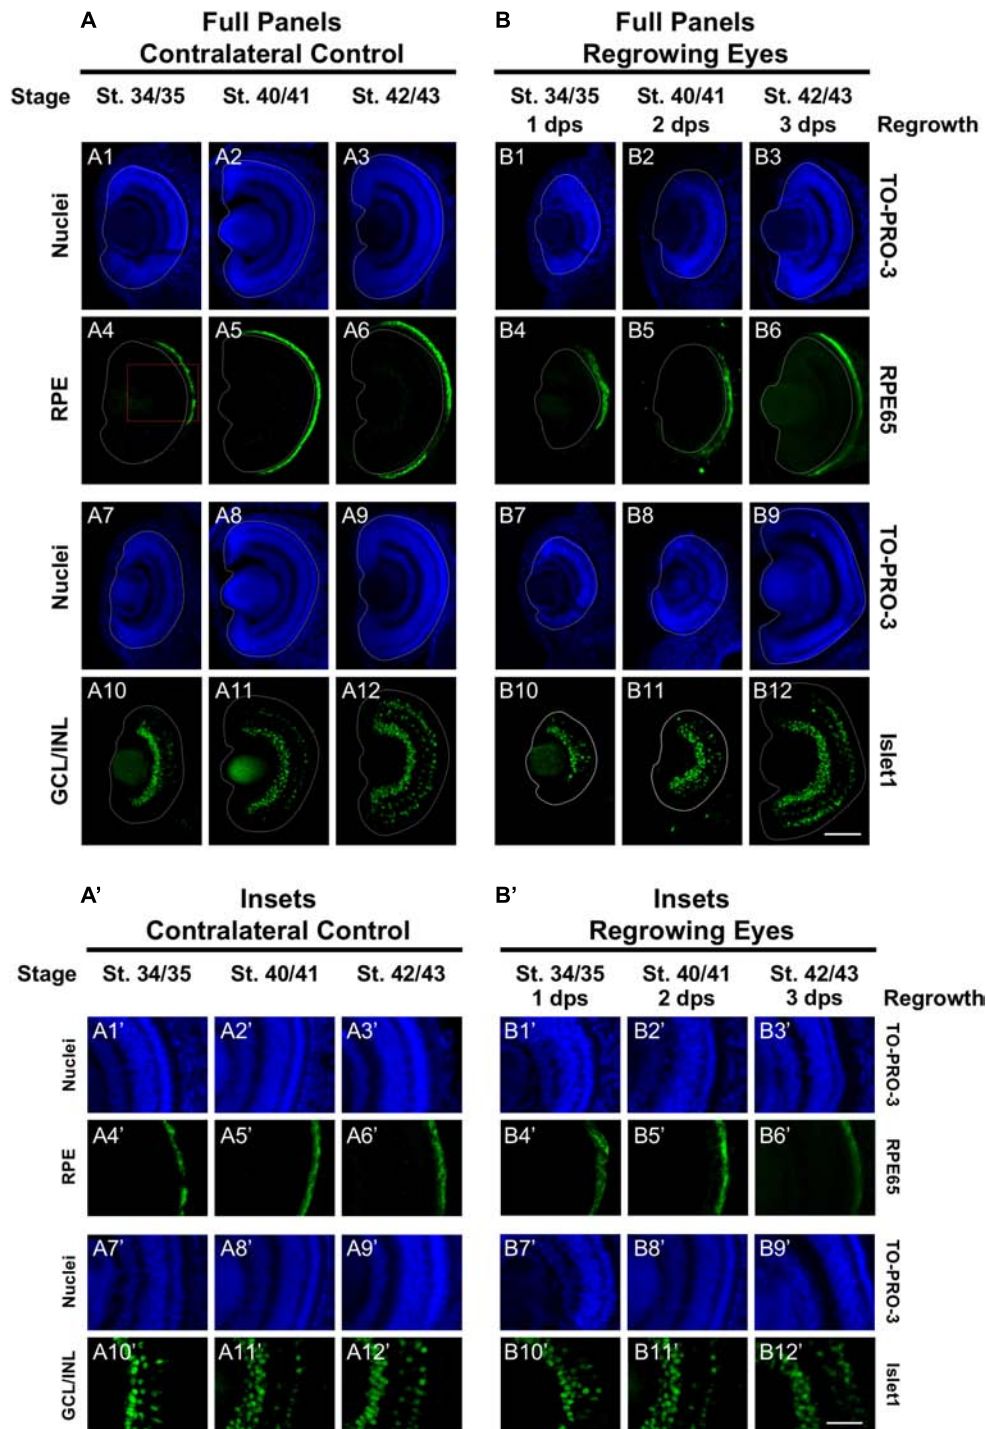 A
Full Panels
Contralateral Control
Stage
St. 34/35 St. 40/41 St. 42/43
B
Full Panels
Regrowing Eyes
St. 34/35 St. 40/41 St. 42/43
1 dps 2 dps 3 dps Regrowth
Nuclei
A1 A2 A3
B1 B2 B3
TO-PRO-3
RPE
A4 A5 A6
B4 B5 B6
RPE65
Nuclei
A7 A8 A9
B7 B8 B9
TO-PRO-3
GCL/INL
A10 A11 A12
B10 B11 B12
Islet1
A’
Insets
Contralateral Control
Stage
St. 34/35 St. 40/41 St. 42/43
B’
Insets
Regrowing Eyes
St. 34/35 St. 40/41 St. 42/43
1 dps 2 dps 3 dps Regrowth
Nuclei
A1’ A2’ A3’
B1’ B2’ B3’
TO-PRO-3
RPE
A4’ A5’ A6’
B4’ B5’ B6’
RPE65
Nuclei
A7’ A8’ A9’
B7’ B8’ B9’
TO-PRO-3
GCL/INL
A10’ A11’ A12’
B10’ B11’ B12’
Islet1